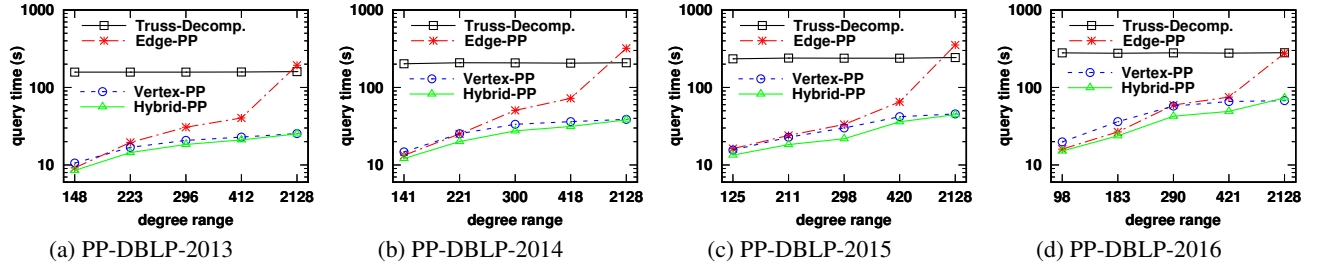 1000
100
10
query time (s)
Truss-Decomp.
Edge-PP
Vertex-PP
Hybrid-PP
148 223 296 412 2128
degree range
(a) PP-DBLP-2013
1000
100
10
query time (s)
Truss-Decomp.
Edge-PP
Vertex-PP
Hybrid-PP
141 221 300 418 2128
degree range
(b) PP-DBLP-2014
1000
100
10
query time (s)
Truss-Decomp.
Edge-PP
Vertex-PP
Hybrid-PP
125 211 298 420 2128
degree range
(c) PP-DBLP-2015
1000
100
10
query time (s)
Truss-Decomp.
Edge-PP
Vertex-PP
Hybrid-PP
98 183 290 421 2128
degree range
(d) PP-DBLP-2016